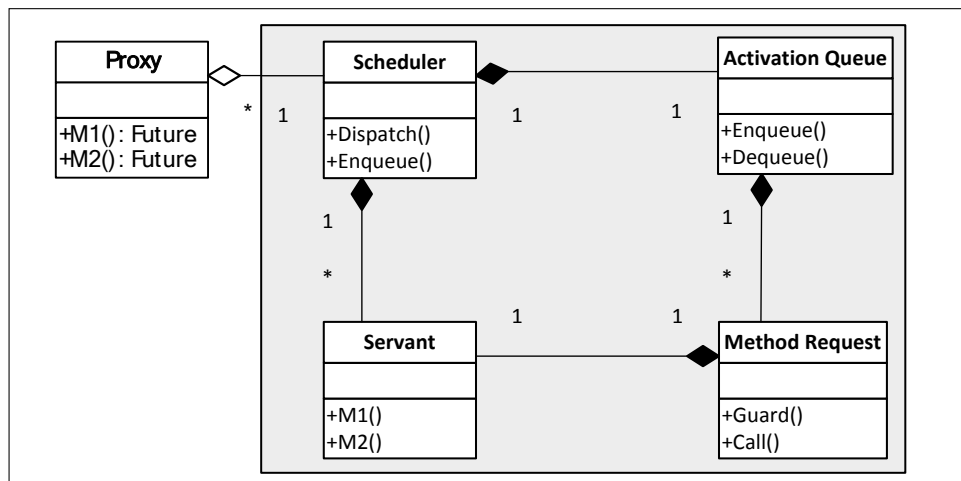 Proxy
+M1(): Future
+M2(): Future
*
1
Scheduler
+Dispatch()
+Enqueue()
1
1
Activation Queue
+Enqueue()
+Dequeue()
1
*
1
*
Servant
+M1()
+M2()
1
1
Method Request
+Guard()
+Call()